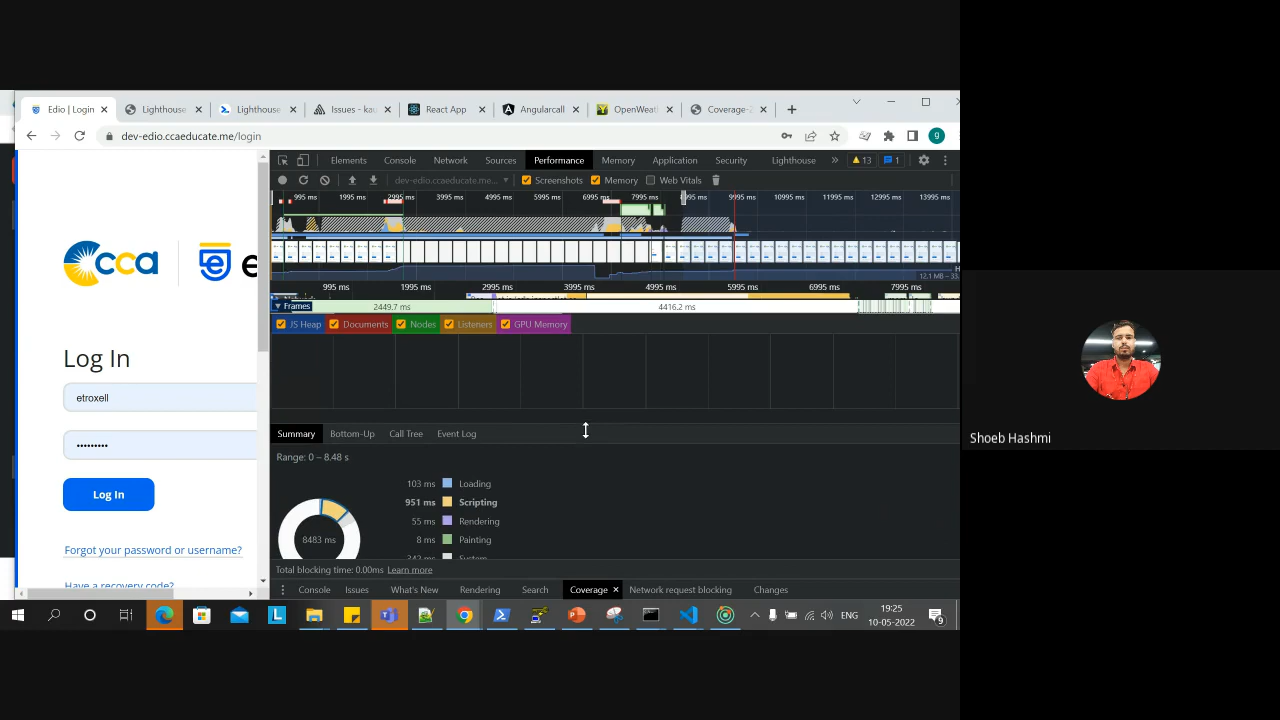 Edio | Login
Lighthouse
Lighthouse
Issues - kau
React App
Angularcall
OpenWeat
Coverage-2
dev-edio.ccaeducate.me/login
g
Elements Console Network Sources Performance Memory Application Security Lighthouse » 13 1
dev-edio.ccaeducate.me... Screenshots Memory Web Vitals
995 ms 1995 ms 2995 ms 3995 ms 4995 ms 5995 ms 6995 ms 7995 ms 9995 ms 10995 ms 11995 ms 12995 ms 13995 ms
12.1 MB – 33.
995 ms 1995 ms 2995 ms 3995 ms 4995 ms 5995 ms 6995 ms 7995 ms
Frames 2449.7 ms 4416.2 ms
JS Heap Documents Nodes Listeners GPU Memory
cca
e
Log In
etroxell
•••••••••
Log In
Forgot your password or username?
Have a recovery code?
Summary Bottom-Up Call Tree Event Log
Range: 0 – 8.48 s
103 ms Loading
951 ms Scripting
55 ms Rendering
8 ms Painting
342 ms System
8483 ms
Total blocking time: 0.00ms Learn more
Console Issues What's New Rendering Search Coverage × Network request blocking Changes
ENG
19:25
10-05-2022
9
Shoeb Hashmi